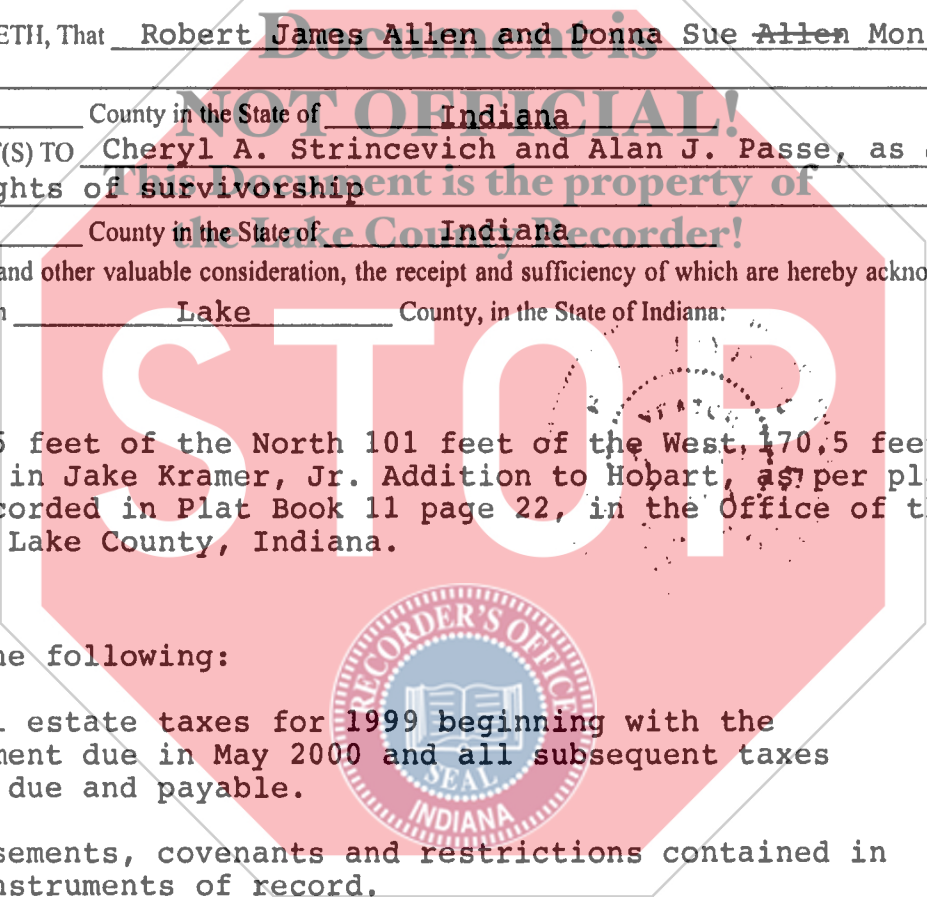 ETH, That Robert James Allen and Donna Sue Allen Mon
Document is
NOT OFFICIAL!
County in the State of Indiana
(S) TO Cheryl A. Strincevich and Alan J. Passe, as
ghts of survivorship
This Document is the property of
the Lake County Recorder!
County in the State of Indiana
and other valuable consideration, the receipt and sufficiency of which are hereby ackno
Lake County, in the State of Indiana:
STOP
5 feet of the North 101 feet of the West 170.5 fee
in Jake Kramer, Jr. Addition to Hobart, as per pl
corded in Plat Book 11 page 22, in the Office of t
Lake County, Indiana.
RECORDER'S OFFICE
SEAL
INDIANA
he following:
estate taxes for 1999 beginning with the
ment due in May 2000 and all subsequent taxes
due and payable.
sements, covenants and restrictions contained in
nstruments of record.